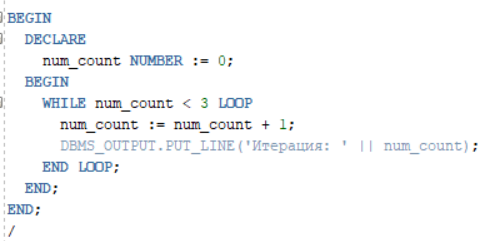 BEGIN
DECLARE
num_count NUMBER := 0;
BEGIN
WHILE num_count < 3 LOOP
num_count := num_count + 1;
DBMS_OUTPUT.PUT_LINE('Итерация: ' || num_count);
END LOOP;
END;
END;
/